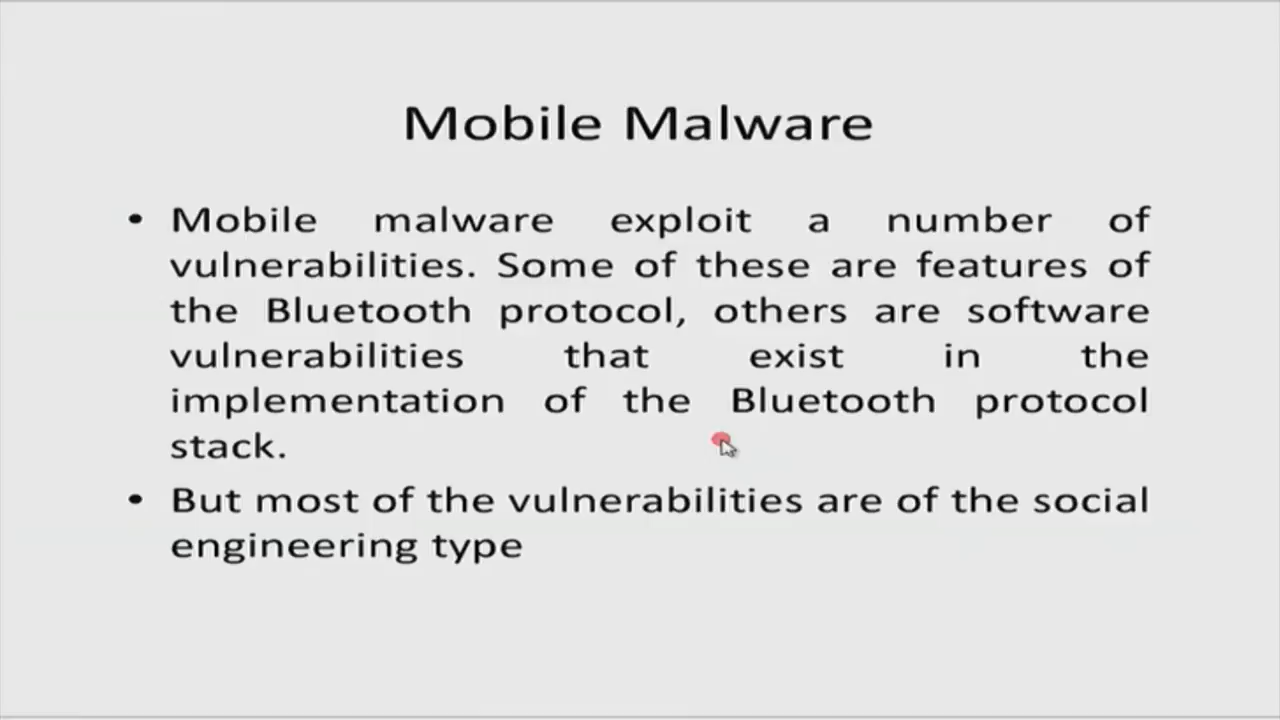 Mobile Malware
• Mobile malware exploit a number of
vulnerabilities. Some of these are features of
the Bluetooth protocol, others are software
vulnerabilities that exist in the
implementation of the Bluetooth protocol
stack.
• But most of the vulnerabilities are of the social
engineering type